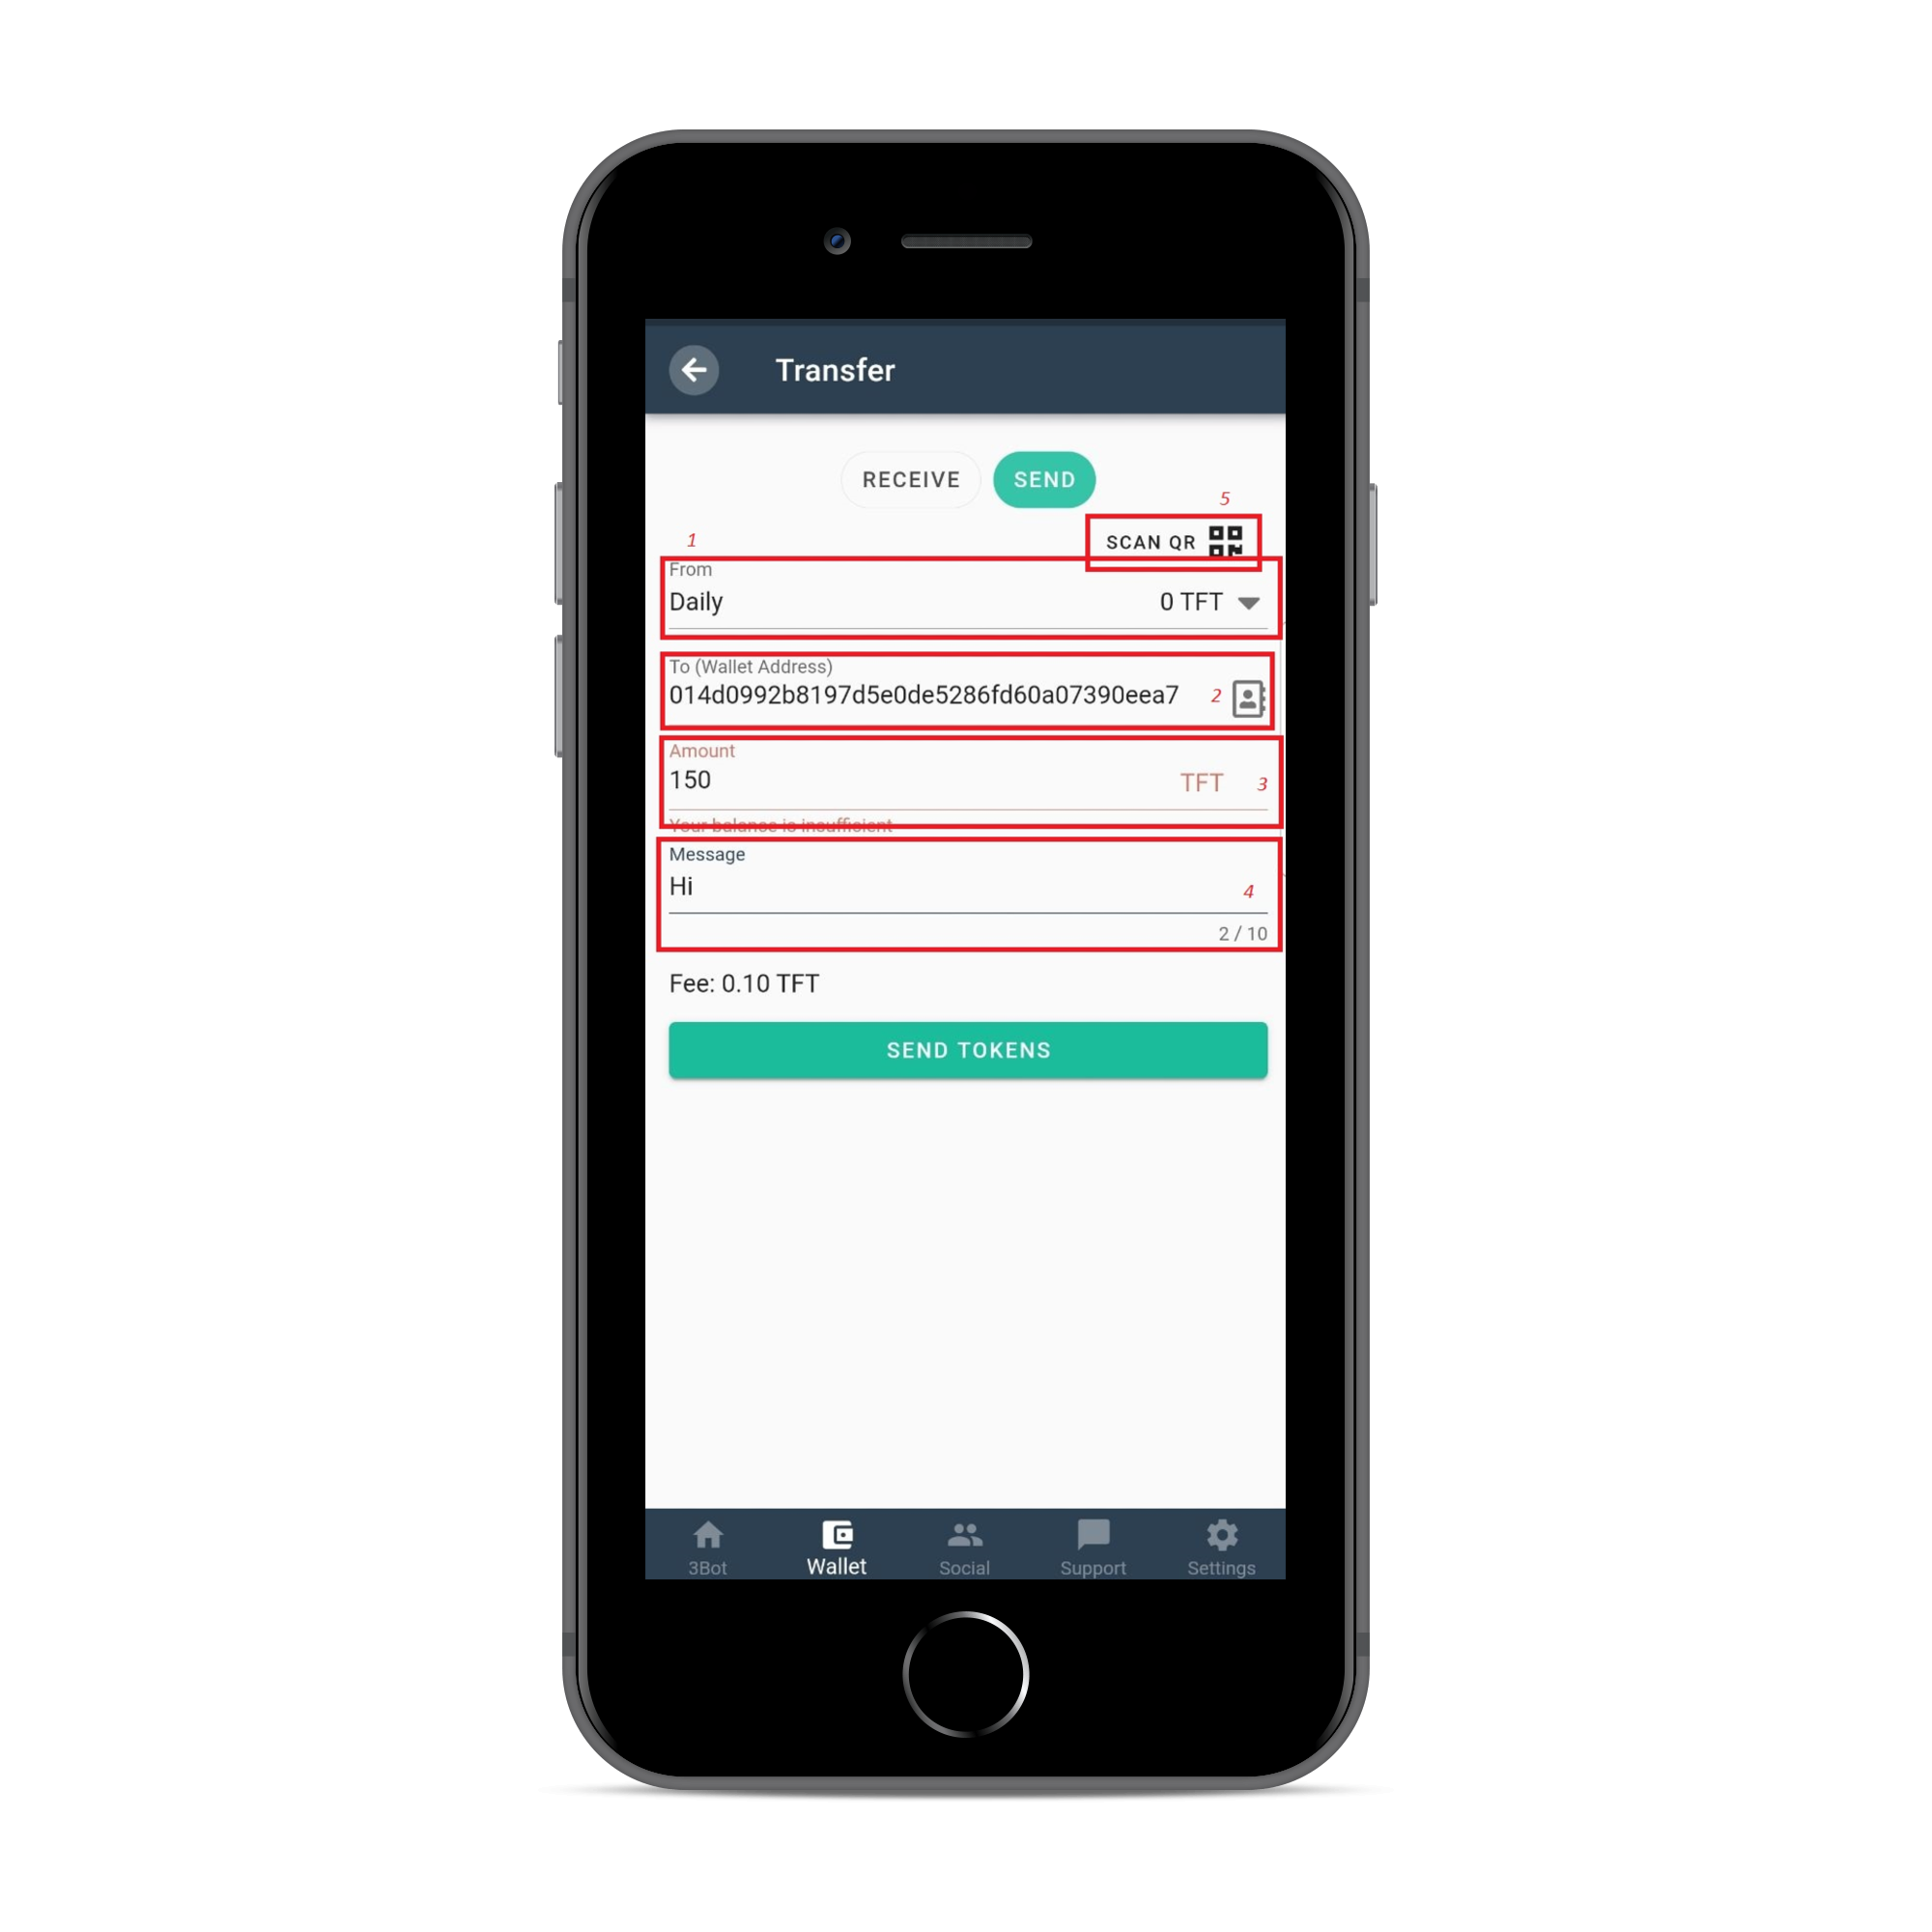 Transfer
RECEIVE SEND
5
SCAN QR
1
From
Daily 0 TFT
To (Wallet Address)
014d0992b8197d5e0de5286fd60a07390eea7 2
Amount
150 TFT 3
Your balance is insufficient
Message
Hi 4
2 / 10
Fee: 0.10 TFT
SEND TOKENS
3Bot Wallet Social Support Settings